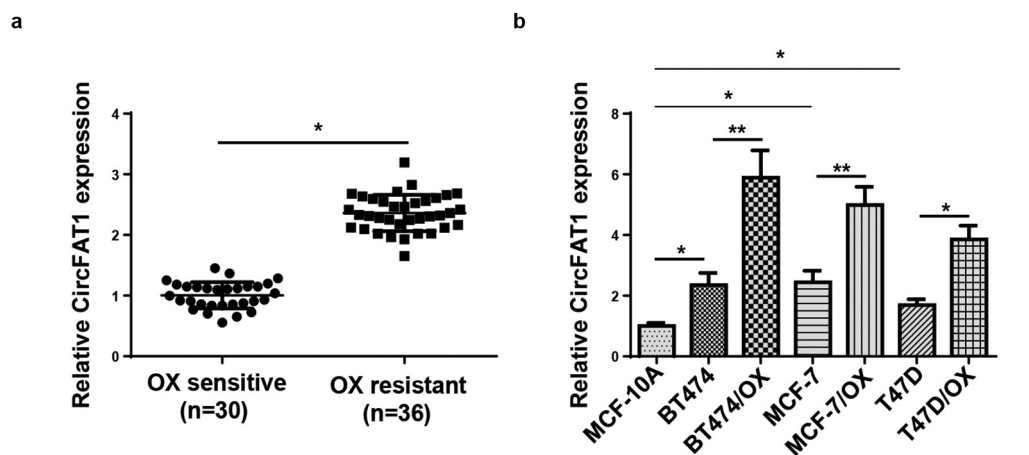 a
Relative CircFAT1 expression
4
3
2
1
0
*
OX sensitive
(n=30)
OX resistant
(n=36)
b
Relative CircFAT1 expression
8
6
4
2
0
*
*
*
**
**
*
MCF-10A
BT474
BT474/OX
MCF-7
MCF-7/OX
T47D
T47D/OX